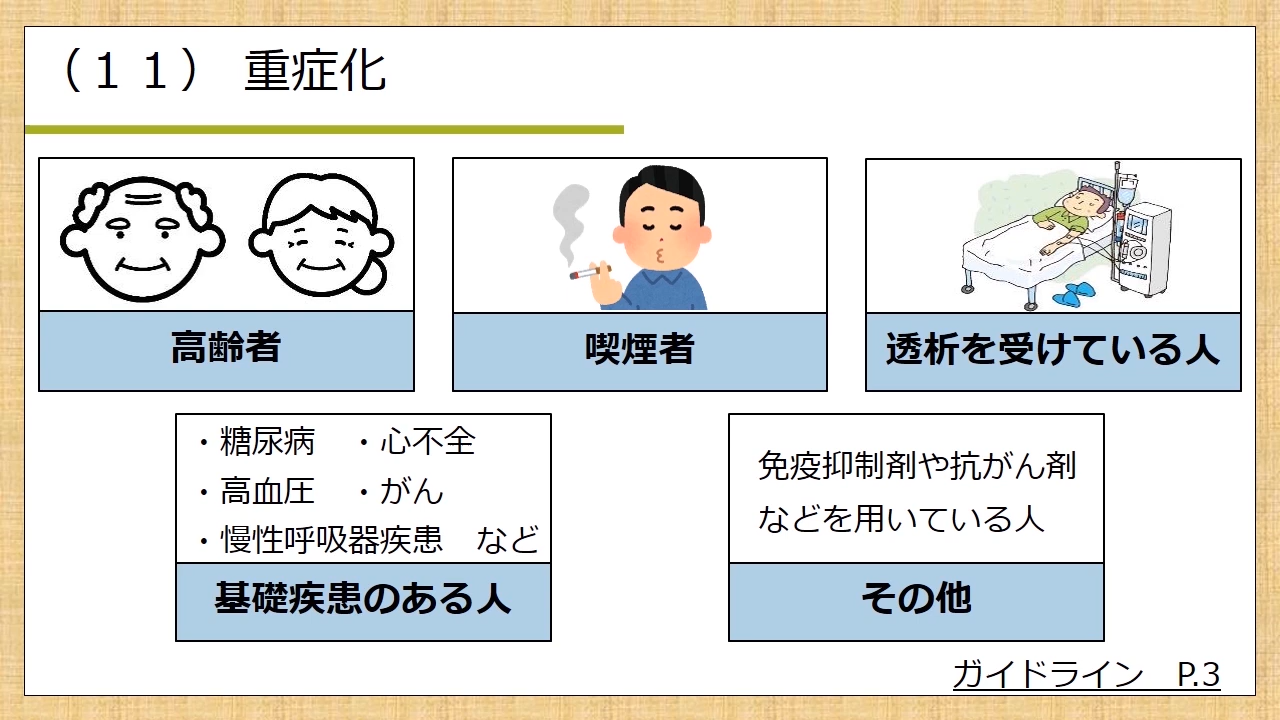 （１１） 重症化
高齢者
喫煙者
透析を受けている人
・糖尿病　・心不全
・高血圧　・がん
・慢性呼吸器疾患　など
基礎疾患のある人
免疫抑制剤や抗がん剤
などを用いている人
その他
ガイドライン　P.3